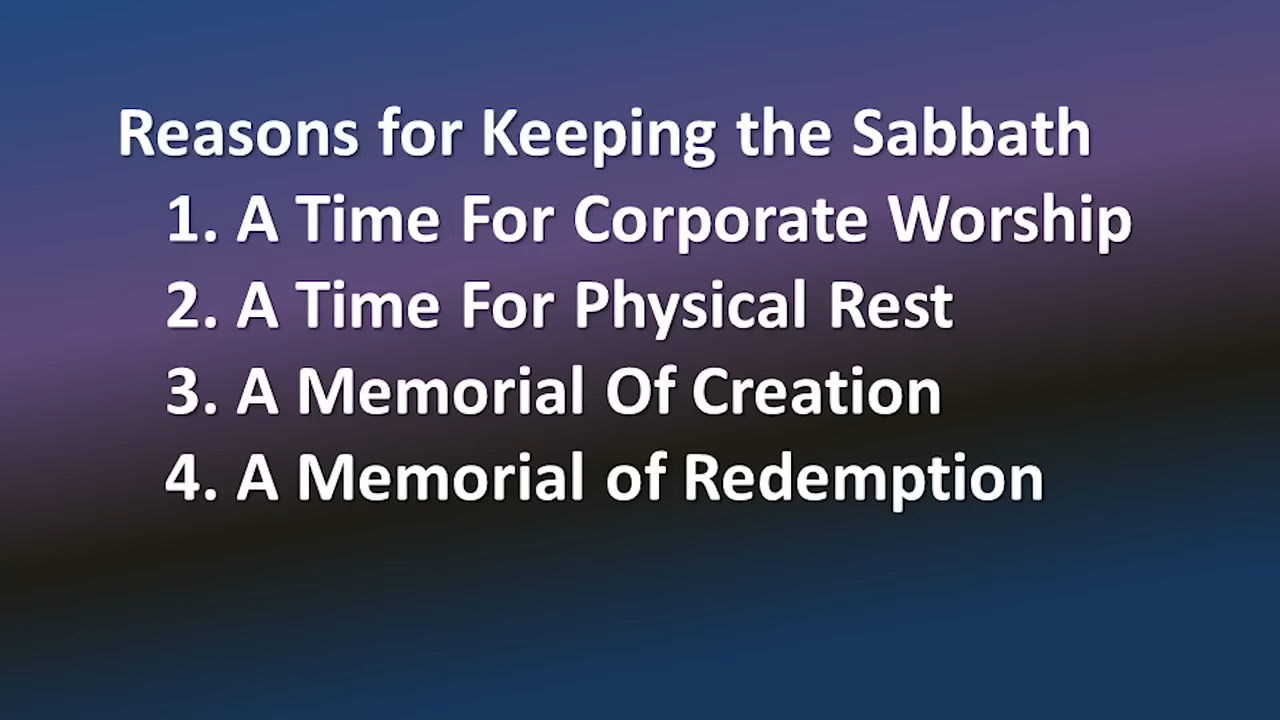 Reasons for Keeping the Sabbath
1. A Time For Corporate Worship
2. A Time For Physical Rest
3. A Memorial Of Creation
4. A Memorial of Redemption